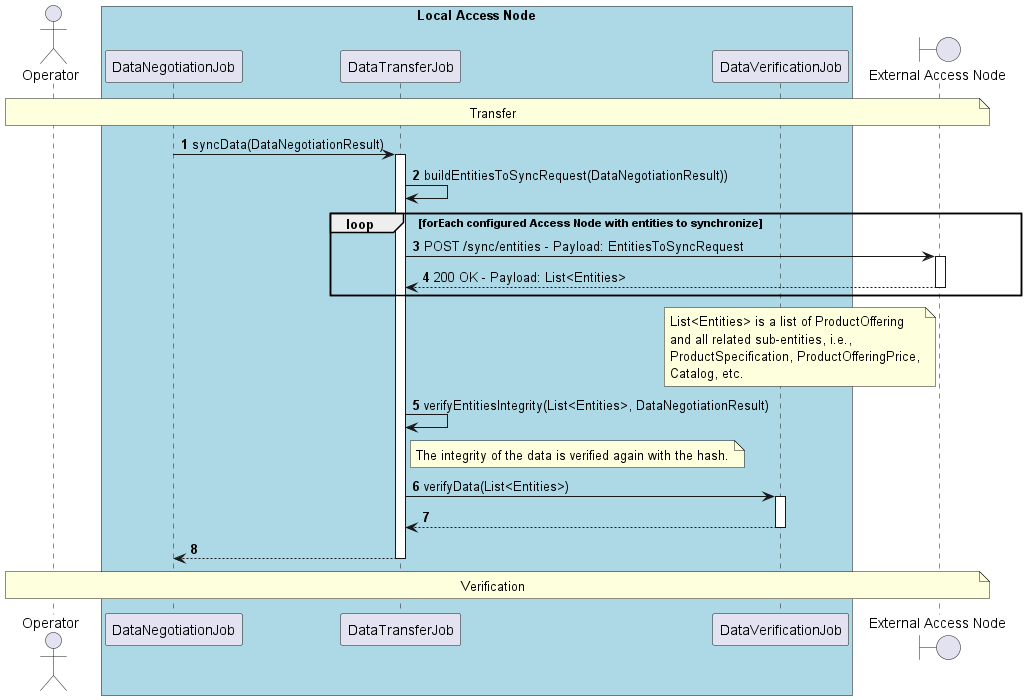 Local Access Node
Operator
DataNegotiationJob
DataTransferJob
DataVerificationJob
External Access Node
Transfer
1 syncData(DataNegotiationResult)
2 buildEntitiesToSyncRequest(DataNegotiationResult))
loop
[forEach configured Access Node with entities to synchronize]
3 POST /sync/entities - Payload: EntitiesToSyncRequest
4 200 OK - Payload: List<Entities>
List<Entities> is a list of ProductOffering
and all related sub-entities, i.e.,
ProductSpecification, ProductOfferingPrice,
Catalog, etc.
5 verifyEntitiesIntegrity(List<Entities>, DataNegotiationResult)
The integrity of the data is verified again with the hash.
6 verifyData(List<Entities>)
7
8
Verification
Operator
DataNegotiationJob
DataTransferJob
DataVerificationJob
External Access Node